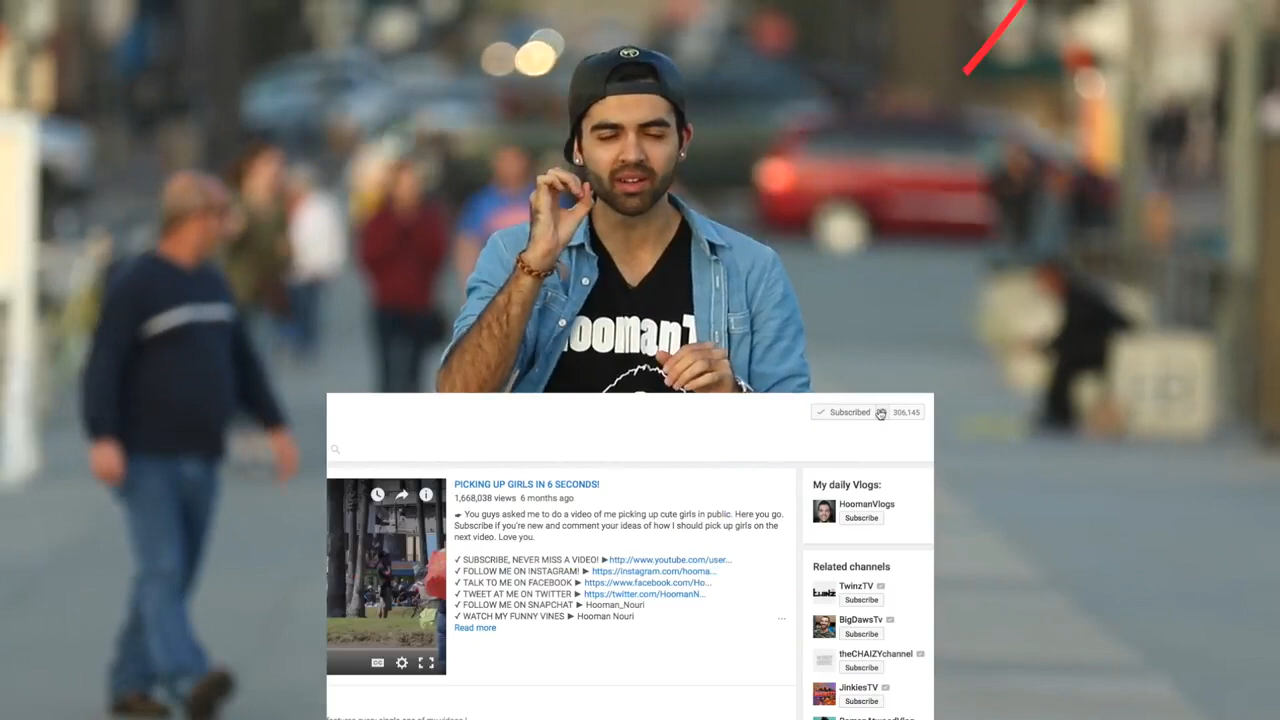 HoomanT
Subscribed 306,145
PICKING UP GIRLS IN 6 SECONDS!
1,668,038 views 6 months ago
☛ You guys asked me to do a video of me picking up cute girls in public. Here you go.
Subscribe if you're new and comment your ideas of how I should pick up girls on the
next video. Love you.
✓ SUBSCRIBE, NEVER MISS A VIDEO! ►http://www.youtube.com/user...
✓ FOLLOW ME ON INSTAGRAM! ► https://instagram.com/hooma...
✓ TALK TO ME ON FACEBOOK ► https://www.facebook.com/Ho...
✓ TWEET AT ME ON TWITTER ► https://twitter.com/HoomanN...
✓ FOLLOW ME ON SNAPCHAT ► Hooman_Nouri
✓ WATCH MY FUNNY VINES ► Hooman Nouri
...
Read more
CC
My daily Vlogs:
HoomanVlogs
Subscribe
Related channels
TwinzTV
Subscribe
BigDawsTv
Subscribe
theCHAIZYchannel
Subscribe
JinkiesTV
Subscribe